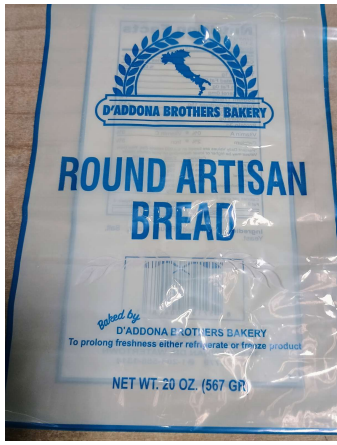 D'ADDONA BROTHERS BAKERY
ROUND ARTISAN
BREAD
Baked by
D'ADDONA BROTHERS BAKERY
To prolong freshness either refrigerate or freeze product
NET WT. 20 OZ. (567 GR)